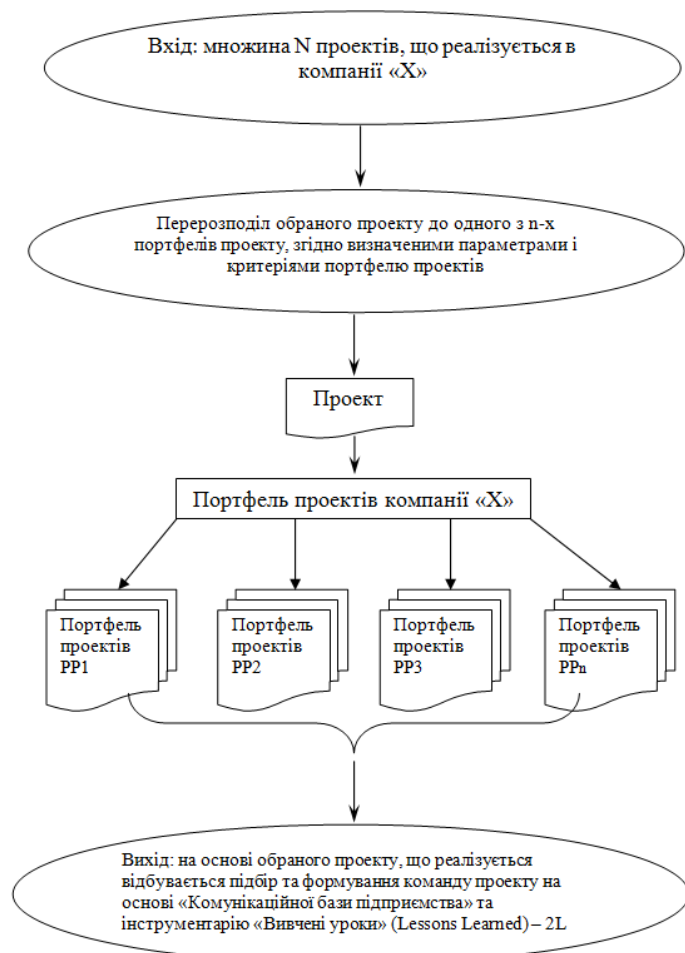 Вхід: множина N проектів, що реалізується в
компанії «X»
Перерозподіл обраного проекту до одного з n-х
портфелів проекту, згідно визначеними параметрами і
критеріями портфелю проектів
Проект
Портфель проектів компанії «X»
Портфель
проектів
PP1
Портфель
проектів
PP2
Портфель
проектів
PP3
Портфель
проектів
PPn
Вихід: на основі обраного проекту, що реалізується
відбувається підбір та формування команду проекту на
основі «Комунікаційної бази підприємства» та
інструментарію «Вивчені уроки» (Lessons Learned) – 2L